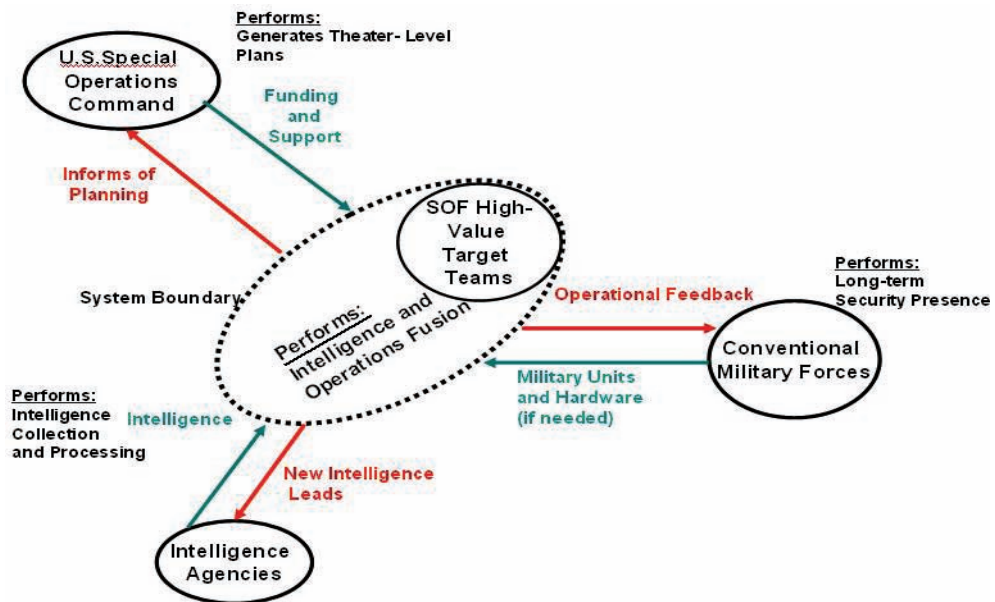 Performs:
Generates Theater- Level
Plans
U.S.Special
Operations
Command
Funding
and
Support
Informs of
Planning
SOF High-
Value
Target
Teams
System Boundary
Performs:
Intelligence and
Operations Fusion
Operational Feedback
Performs:
Long-term
Security Presence
Conventional
Military Forces
Military Units
and Hardware
(if needed)
Performs:
Intelligence
Collection
and Processing
Intelligence
New Intelligence
Leads
Intelligence
Agencies